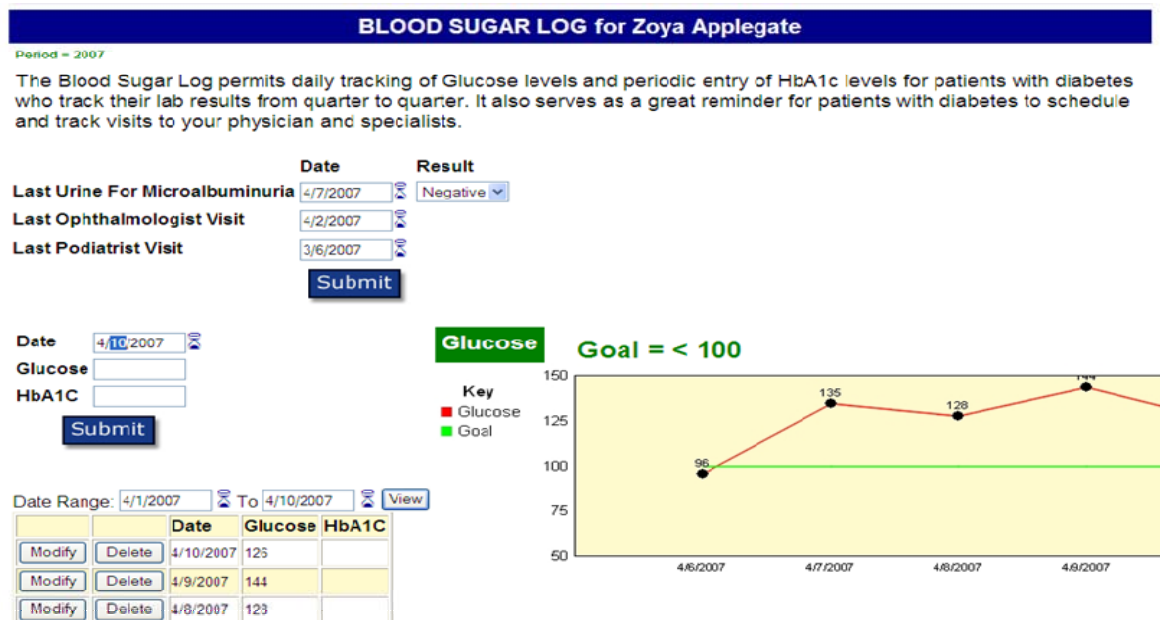 BLOOD SUGAR LOG for Zoya Applegate
Period = 2007
The Blood Sugar Log permits daily tracking of Glucose levels and periodic entry of HbA1c levels for patients with diabetes
who track their lab results from quarter to quarter. It also serves as a great reminder for patients with diabetes to schedule
and track visits to your physician and specialists.
Date Result
Last Urine For Microalbuminuria 4/7/2007 Negative
Last Ophthalmologist Visit 4/2/2007
Last Podiatrist Visit 3/6/2007
Submit
Date 4/10/2007
Glucose
HbA1C
Submit
Date Range: 4/1/2007 To 4/10/2007 View
Date Glucose HbA1C
Modify Delete 4/10/2007 126
Modify Delete 4/9/2007 144
Modify Delete 4/8/2007 128
Glucose Goal = < 100
Key
Glucose
Goal
150
125
100
75
50
96
135
128
144
4/6/2007 4/7/2007 4/8/2007 4/9/2007